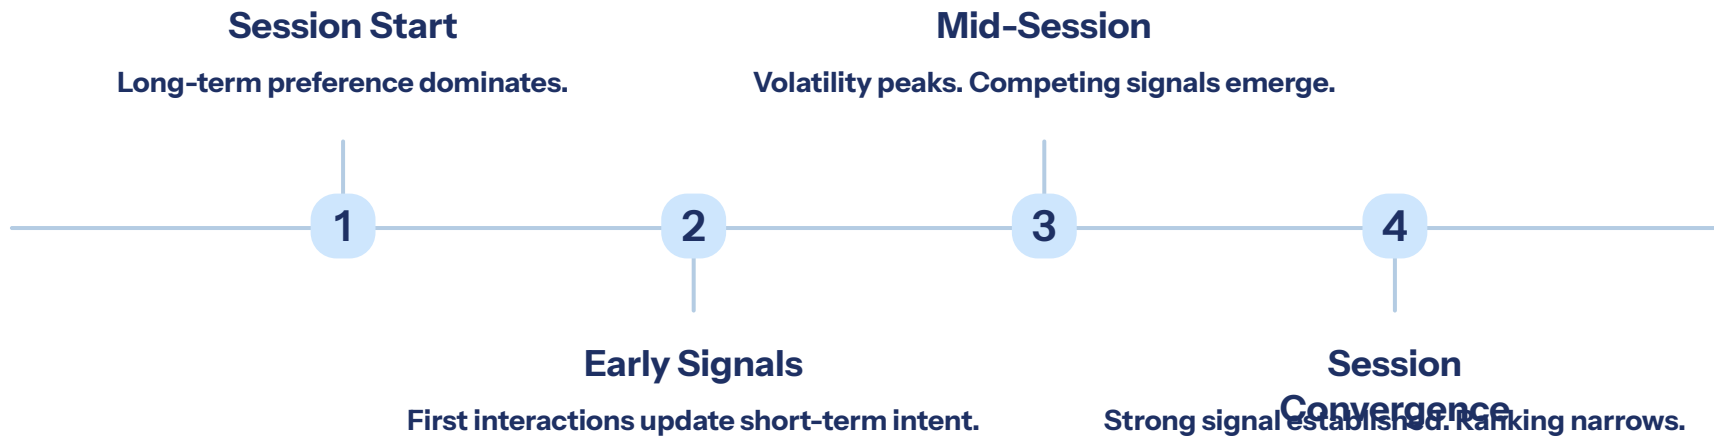 Session Start
Long-term preference dominates.
Mid-Session
Volatility peaks. Competing signals emerge.
1
2
3
4
Early Signals
First interactions update short-term intent.
Session
Convergence
Strong signal established. Ranking narrows.